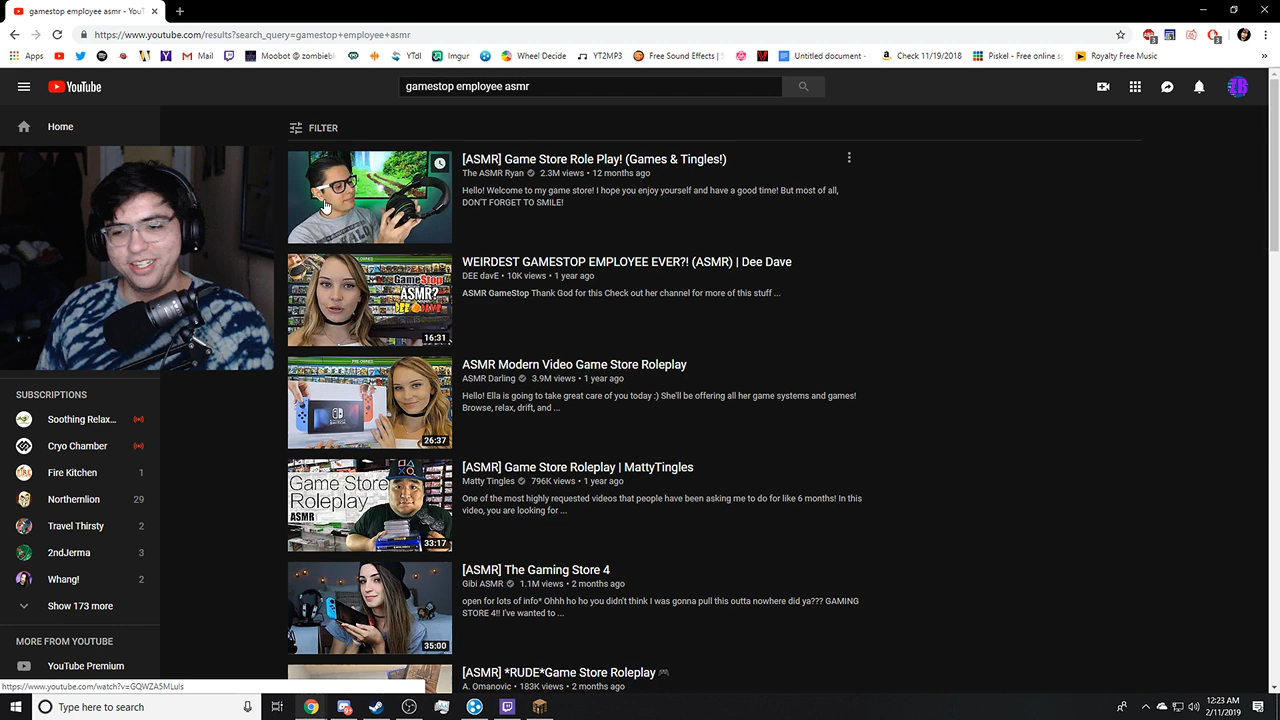 gamestop employee asmr - YouT
https://www.youtube.com/results?search_query=gamestop+employee+asmr
Apps
Mail
Moobot @ zombiebl
YTdl
Imgur
Wheel Decide
YT2MP3
Free Sound Effects | S
Untitled document -
Check 11/19/2018
Piskel - Free online s
Royalty Free Music
YouTube
gamestop employee asmr
ZB
Home
FILTER
[ASMR] Game Store Role Play! (Games & Tingles!)
The ASMR Ryan 2.3M views • 12 months ago
Hello! Welcome to my game store! I hope you enjoy yourself and have a good time! But most of all,
DON'T FORGET TO SMILE!
GameStop
ASMR?
DEE DAVE
16:31
WEIRDEST GAMESTOP EMPLOYEE EVER?! (ASMR) | Dee Dave
DEE davE • 10K views • 1 year ago
ASMR GameStop Thank God for this Check out her channel for more of this stuff ...
26:37
ASMR Modern Video Game Store Roleplay
ASMR Darling 3.9M views • 1 year ago
Hello! Ella is going to take great care of you today :) She'll be offering all her game systems and games!
Browse, relax, drift, and ...
SUBSCRIPTIONS
Soothing Relax...
Cryo Chamber
Fire Kitchen 1
Northernlion 29
Travel Thirsty 2
2ndJerma 3
Whang! 2
Show 173 more
MORE FROM YOUTUBE
YouTube Premium
Game Store
Roleplay
ASMR
33:17
[ASMR] Game Store Roleplay | MattyTingles
Matty Tingles 796K views • 1 year ago
One of the most highly requested videos that people have been asking me to do for like 6 months! In this
video, you are looking for ...
35:00
[ASMR] The Gaming Store 4
Gibi ASMR 1.1M views • 2 months ago
open for lots of info* Ohhh ho ho you didn't think I was gonna pull this outta nowhere did ya??? GAMING
STORE 4!! I've wanted to ...
[ASMR] *RUDE*Game Store Roleplay 🎮
A. Omanovic • 183K views • 2 months ago
https://www.youtube.com/watch?v=GQWZA5MLuls
Type here to search
12:23 AM
2/11/2019